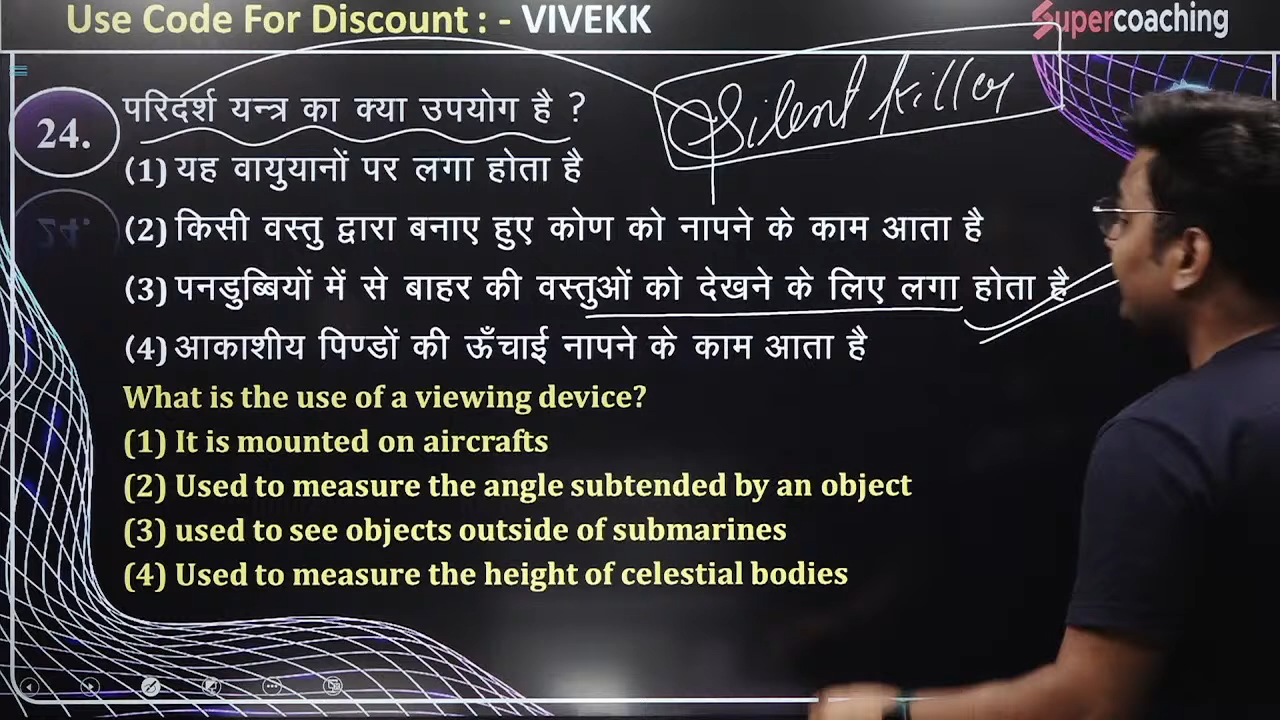 Use Code For Discount : - VIVEKK
Supercoaching
Silent killer
24.
परिदर्श यन्त्र का क्या उपयोग है ?
(1) यह वायुयानों पर लगा होता है
(2) किसी वस्तु द्वारा बनाए हुए कोण को नापने के काम आता है
(3) पनडुब्बियों में से बाहर की वस्तुओं को देखने के लिए लगा होता है
(4) आकाशीय पिण्डों की ऊँचाई नापने के काम आता है
What is the use of a viewing device?
(1) It is mounted on aircrafts
(2) Used to measure the angle subtended by an object
(3) used to see objects outside of submarines
(4) Used to measure the height of celestial bodies